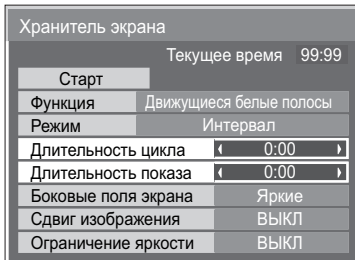 Хранитель экрана
Текущее время 99:99
Старт
Функция Движущиеся белые полосы
Режим Интервал
Длительность цикла 0:00
Длительность показа 0:00
Боковые поля экрана Яркие
Сдвиг изображения ВЫКЛ
Ограничение яркости ВЫКЛ